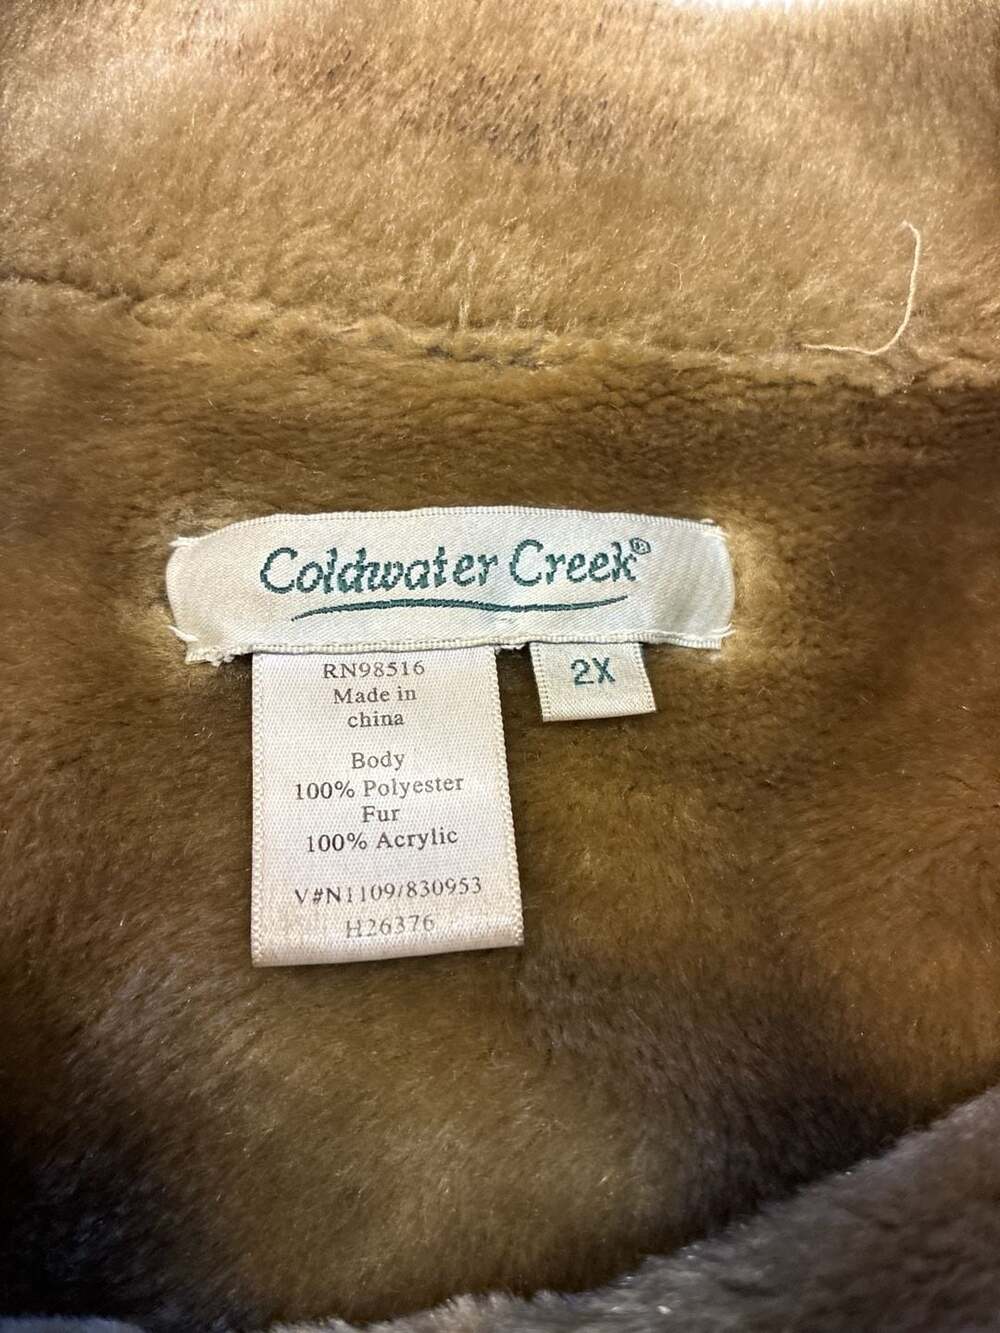 Coldwater Creek®
2X
RN98516
Made in
china
Body
100% Polyester
Fur
100% Acrylic
V#N1109/830953
H26376